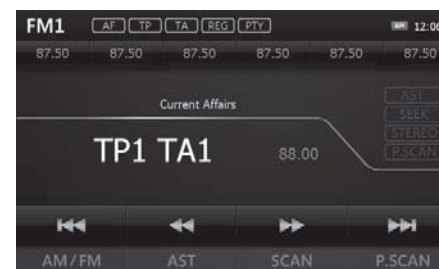 FM1 AF TP TA REG PTY AM 12:06
87.50 87.50 87.50 87.50 87.50 87.50
Current Affairs
AST
SEEK
STEREO
P.SCAN
TP1 TA1 88.00
AM/FM AST SCAN P.SCAN